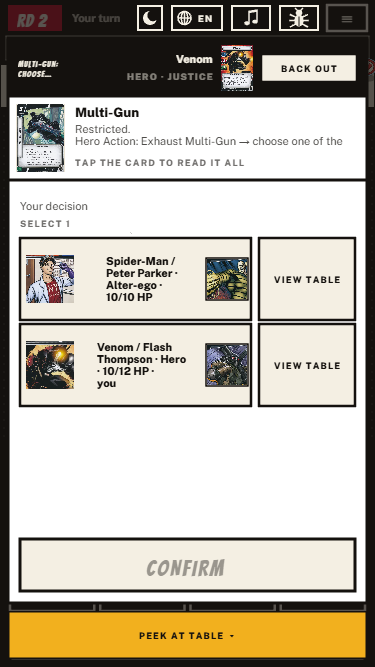 RD 2
Your turn
EN
MULTI-GUN:
CHOOSE...
Venom
HERO · JUSTICE
BACK OUT
Multi-Gun
Restricted.
Hero Action: Exhaust Multi-Gun → choose one of the
TAP THE CARD TO READ IT ALL
Your decision
SELECT 1
Spider-Man /
Peter Parker ·
Alter-ego ·
10/10 HP
VIEW TABLE
Venom / Flash
Thompson · Hero
· 10/12 HP ·
you
VIEW TABLE
CONFIRM
PEEK AT TABLE